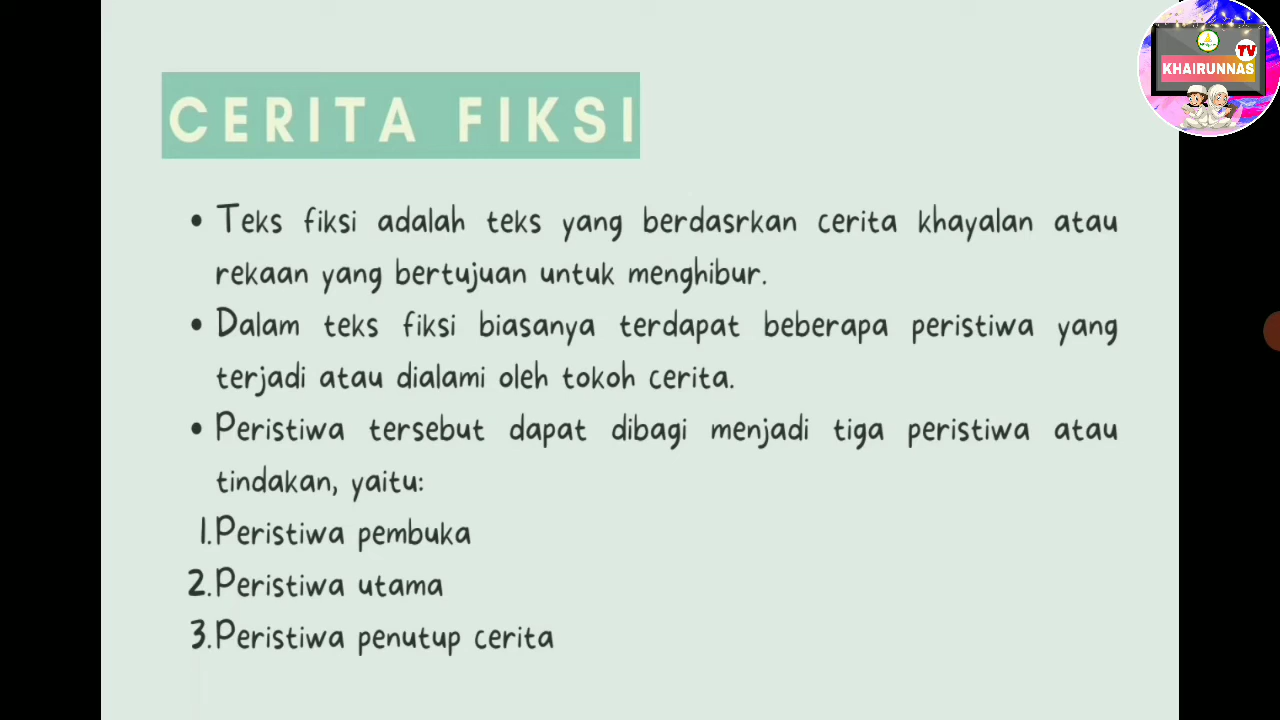 CERITA FIKSI
• Teks fiksi adalah teks yang berdasrkan cerita khayalan atau
rekaan yang bertujuan untuk menghibur.
• Dalam teks fiksi biasanya terdapat beberapa peristiwa yang
terjadi atau dialami oleh tokoh cerita.
• Peristiwa tersebut dapat dibagi menjadi tiga peristiwa atau
tindakan, yaitu:
1.Peristiwa pembuka
2.Peristiwa utama
3.Peristiwa penutup cerita
TV
KHAIRUNNAS